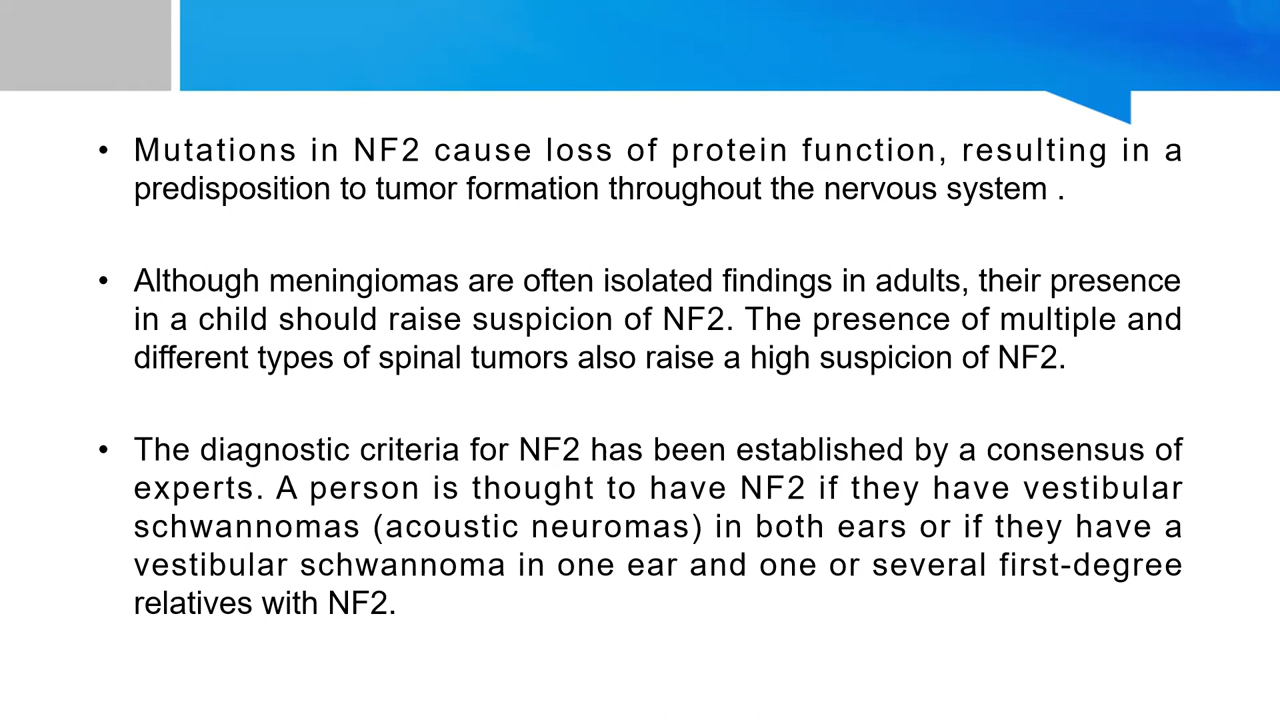 • Mutations in NF2 cause loss of protein function, resulting in a
predisposition to tumor formation throughout the nervous system .
• Although meningiomas are often isolated findings in adults, their presence
in a child should raise suspicion of NF2. The presence of multiple and
different types of spinal tumors also raise a high suspicion of NF2.
• The diagnostic criteria for NF2 has been established by a consensus of
experts. A person is thought to have NF2 if they have vestibular
schwannomas (acoustic neuromas) in both ears or if they have a
vestibular schwannoma in one ear and one or several first-degree
relatives with NF2.